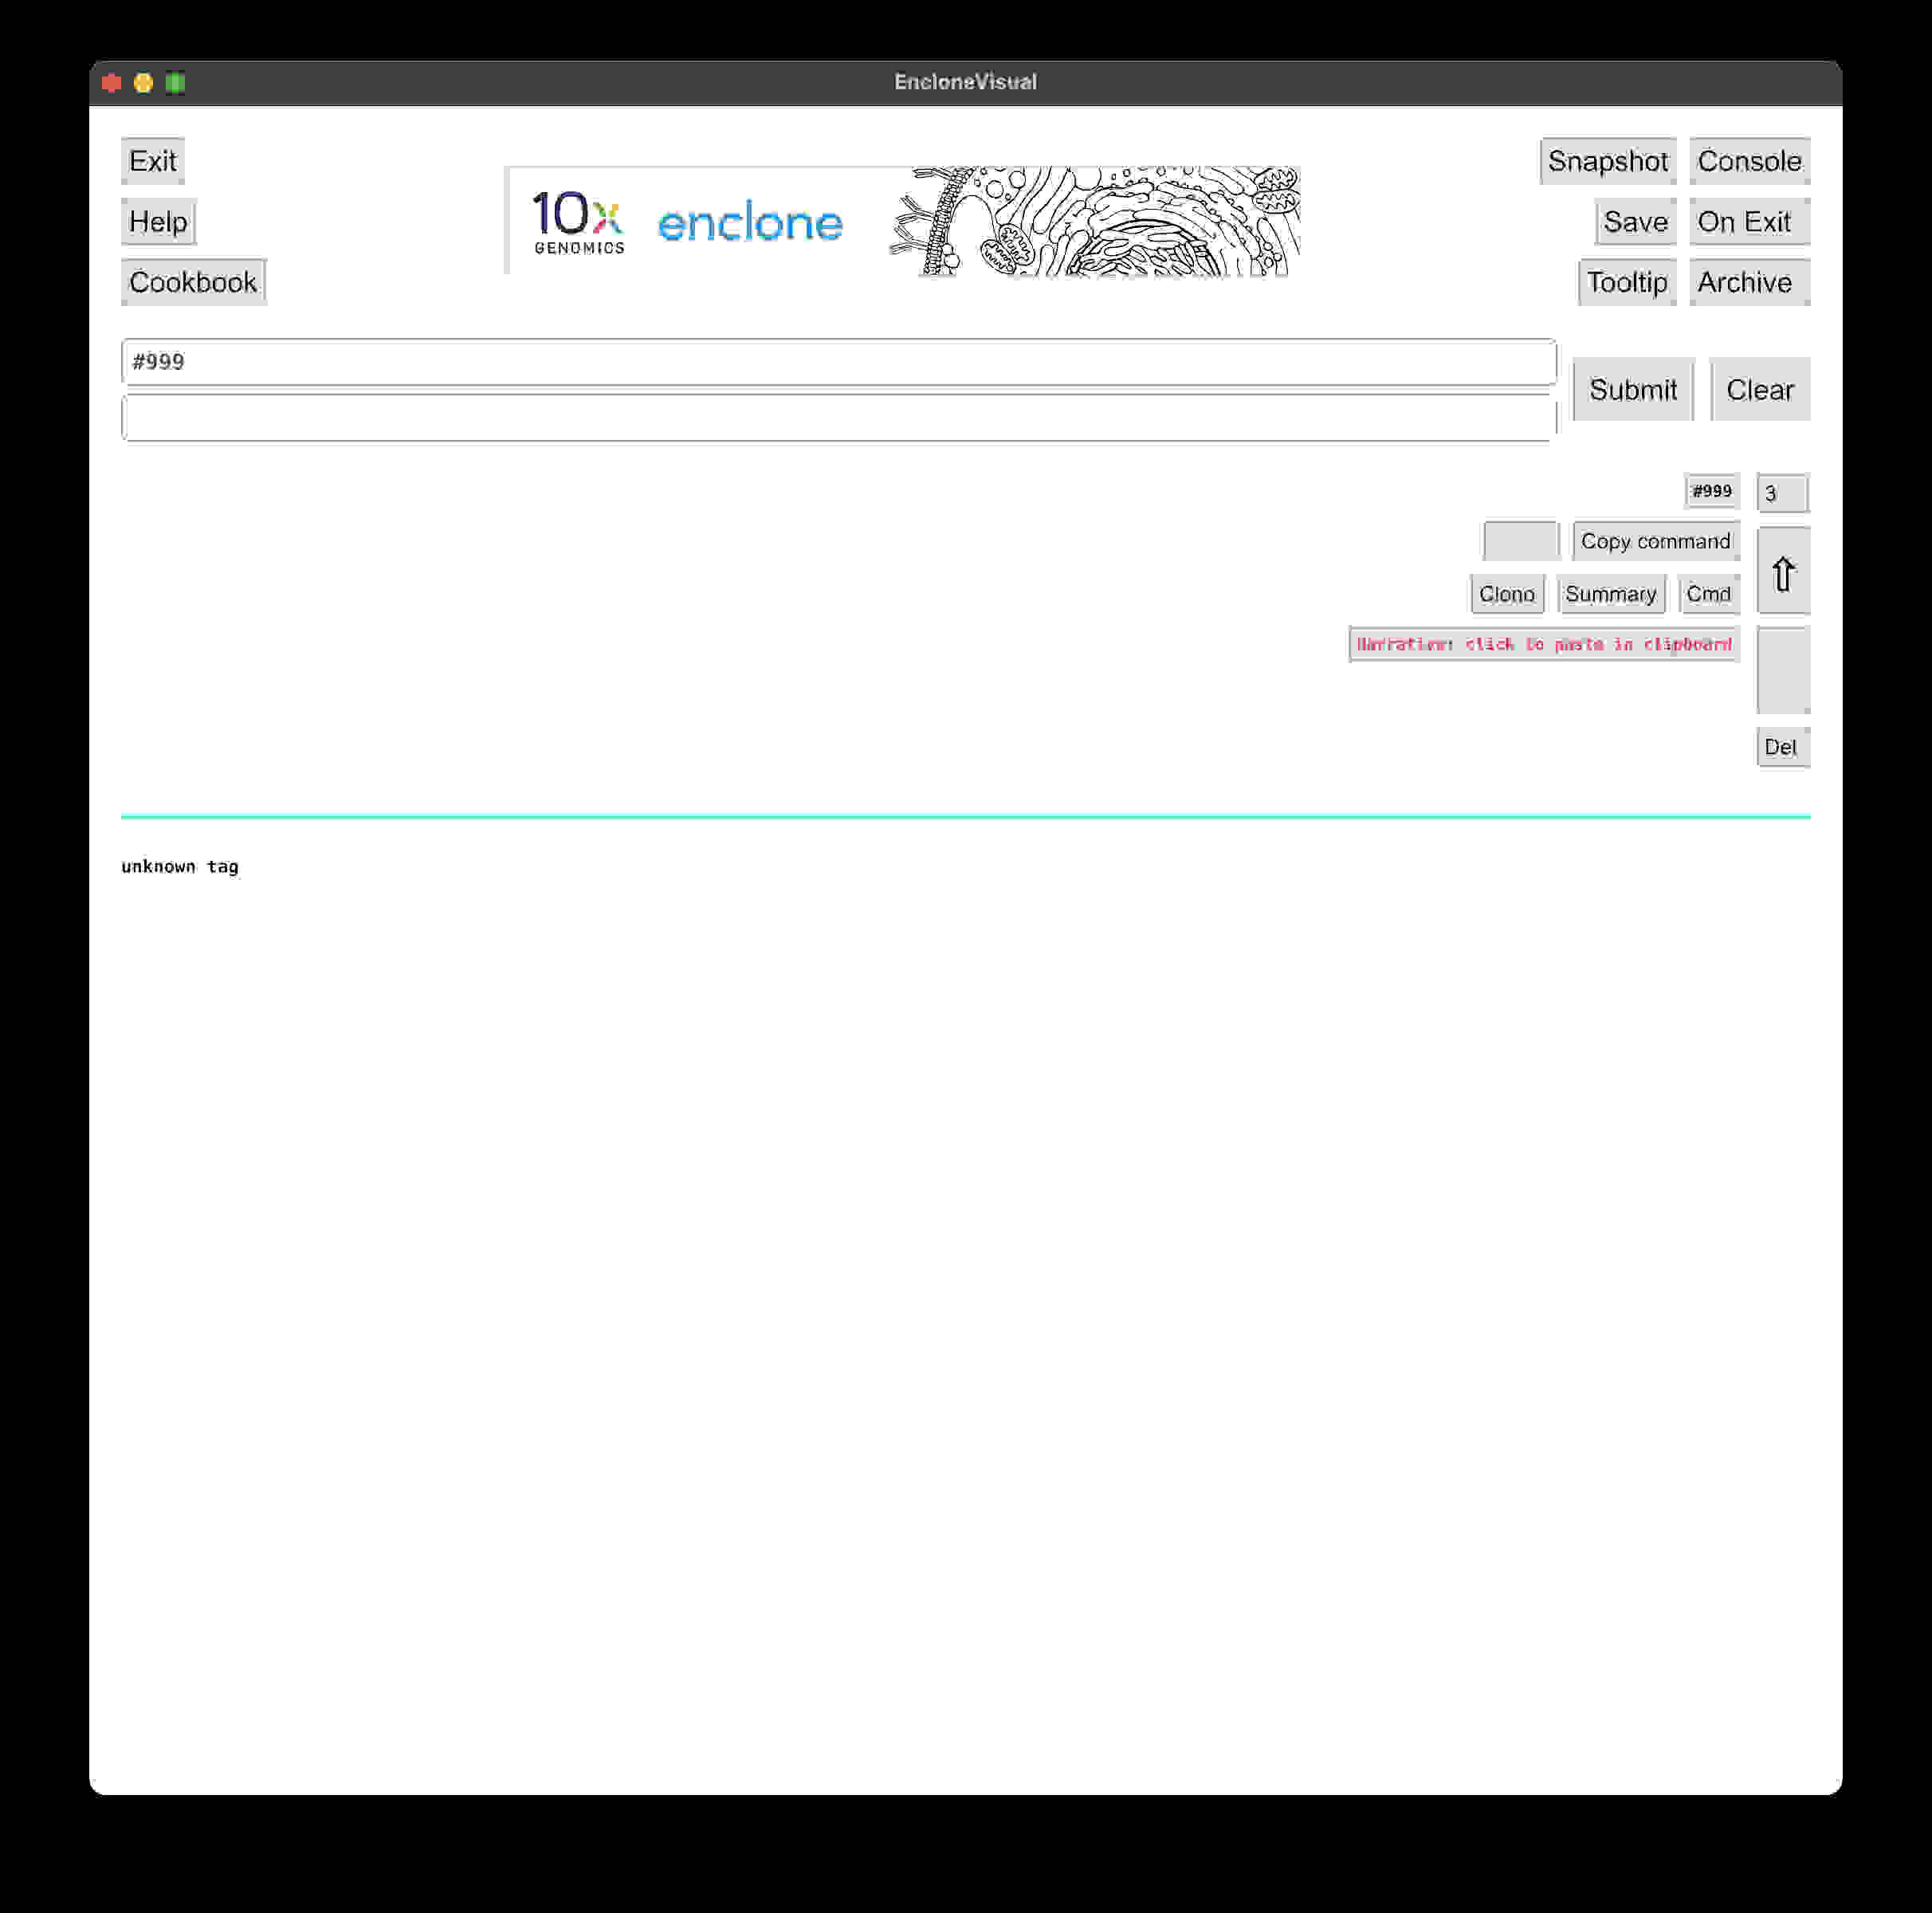 EncloneVisual
Exit
Snapshot Console
Help
10x GENOMICS enclone
Save On Exit
Cookbook
Tooltip Archive
#999
Submit Clear
#999 3
Copy command
⇧
Clono Summary Cmd
Narration: click to paste in clipboard
Del
unknown tag